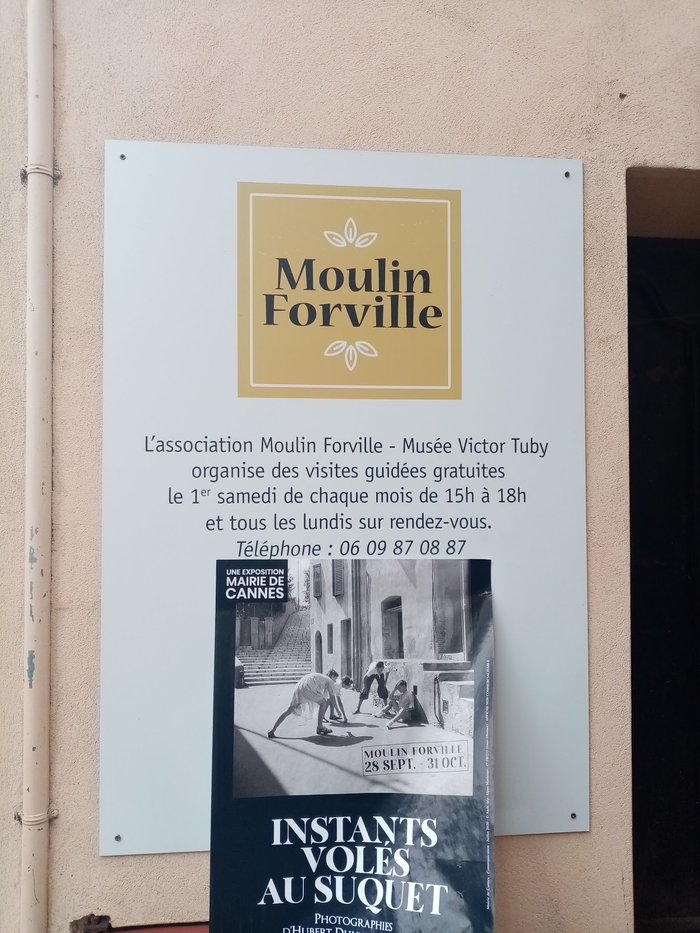 Moulin
Forville
L'association Moulin Forville - Musée Victor Tuby
organise des visites guidées gratuites
le 1er samedi de chaque mois de 15h à 18h
et tous les lundis sur rendez-vous.
Téléphone : 06 09 87 08 87
UNE EXPOSITION
MAIRIE DE
CANNES
MOULIN FORVILLE
28 SEPT. - 31 OCT.
INSTANTS
VOLÉS
AU SUQUET
PHOTOGRAPHIES
D'HUBERT